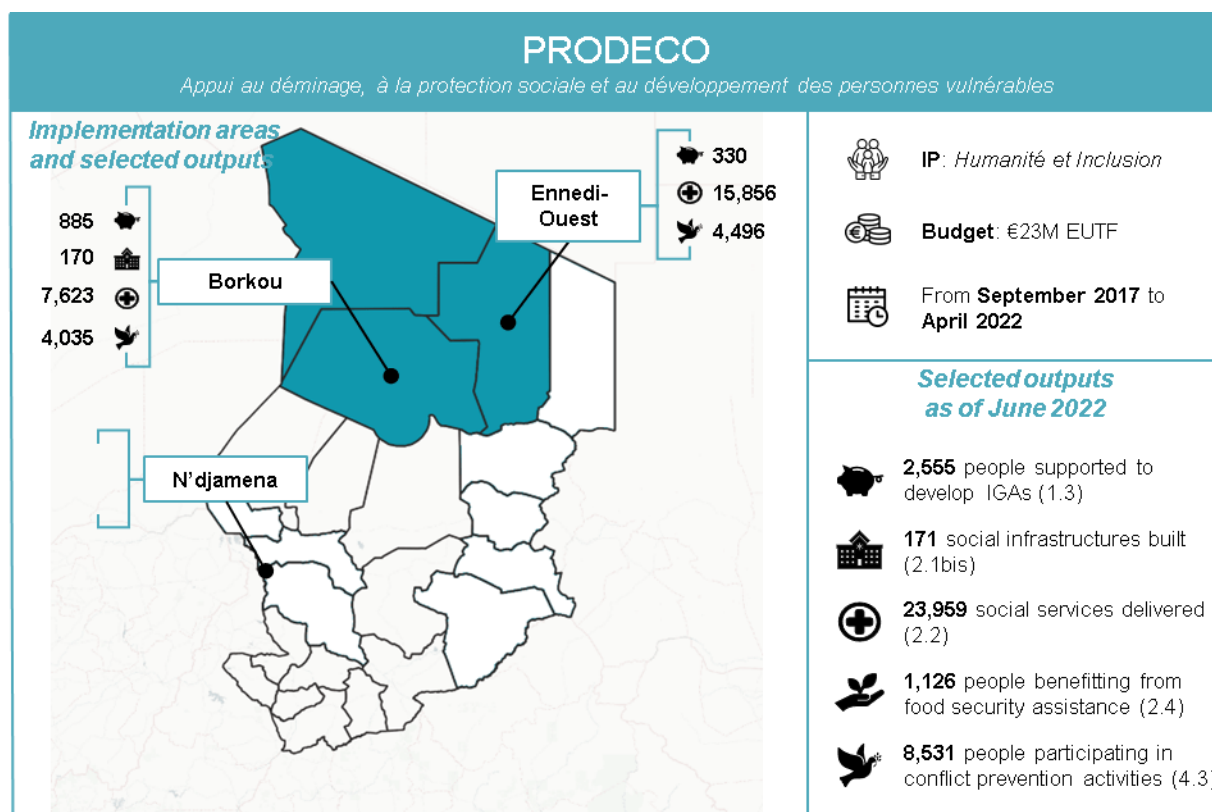 PRODECO
Appui au déminage, à la protection sociale et au développement des personnes vulnérables
Implementation areas
and selected outputs
885
170
7,623
4,035
Borkou
Ennedi-
Ouest
330
15,856
4,496
N'djamena
IP: Humanité et Inclusion
Budget: €23M EUTF
From September 2017 to
April 2022
Selected outputs
as of June 2022
2,555 people supported to
develop IGAs (1.3)
171 social infrastructures built
(2.1bis)
23,959 social services delivered
(2.2)
1,126 people benefitting from
food security assistance (2.4)
8,531 people participating in
conflict prevention activities (4.3)